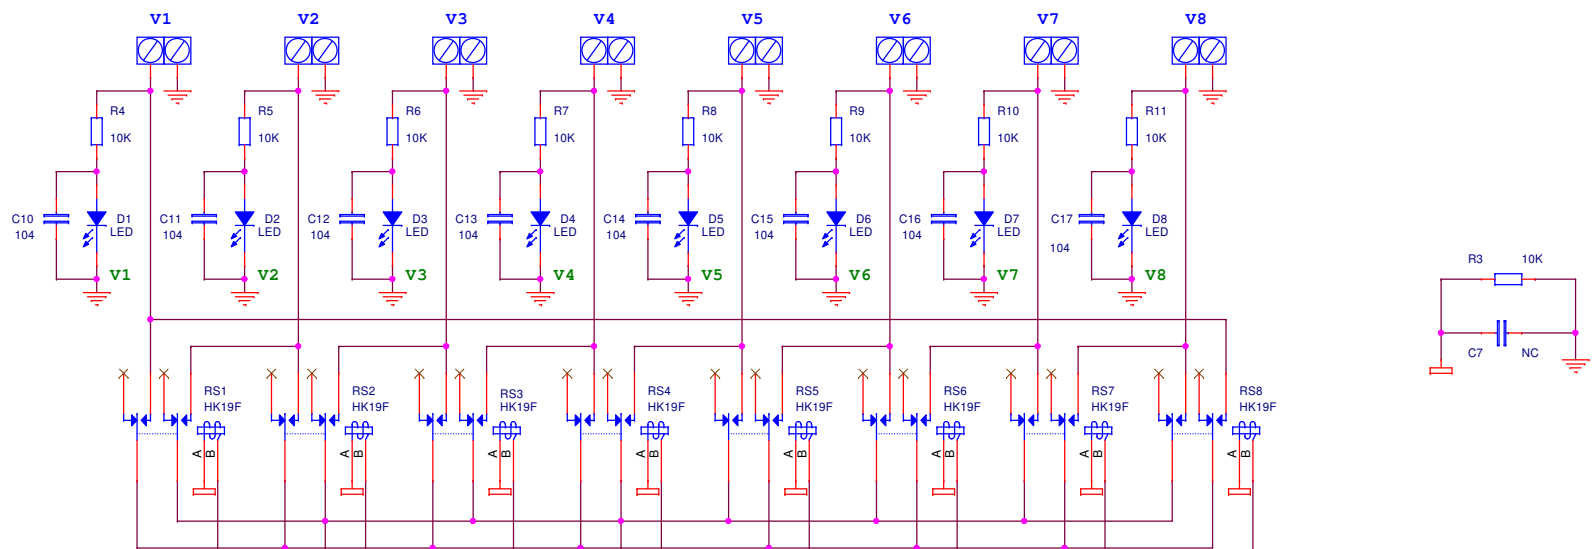 V1 V2 V3 V4 V5 V6 V7 V8
R4 R5 R6 R7 R8 R9 R10 R11
10K 10K 10K 10K 10K 10K 10K 10K
C10 D1 C11 D2 C12 D3 C13 D4 C14 D5 C15 D6 C16 D7 C17 D8
104 LED 104 LED 104 LED 104 LED 104 LED 104 LED 104 LED 104 LED
V1 V2 V3 V4 V5 V6 V7 V8
R3 10K
C7 NC
RS1 RS2 RS3 RS4 RS5 RS6 RS7 RS8
HK19F HK19F HK19F HK19F HK19F HK19F HK19F HK19F
A B A B A B A B A B A B A B A B